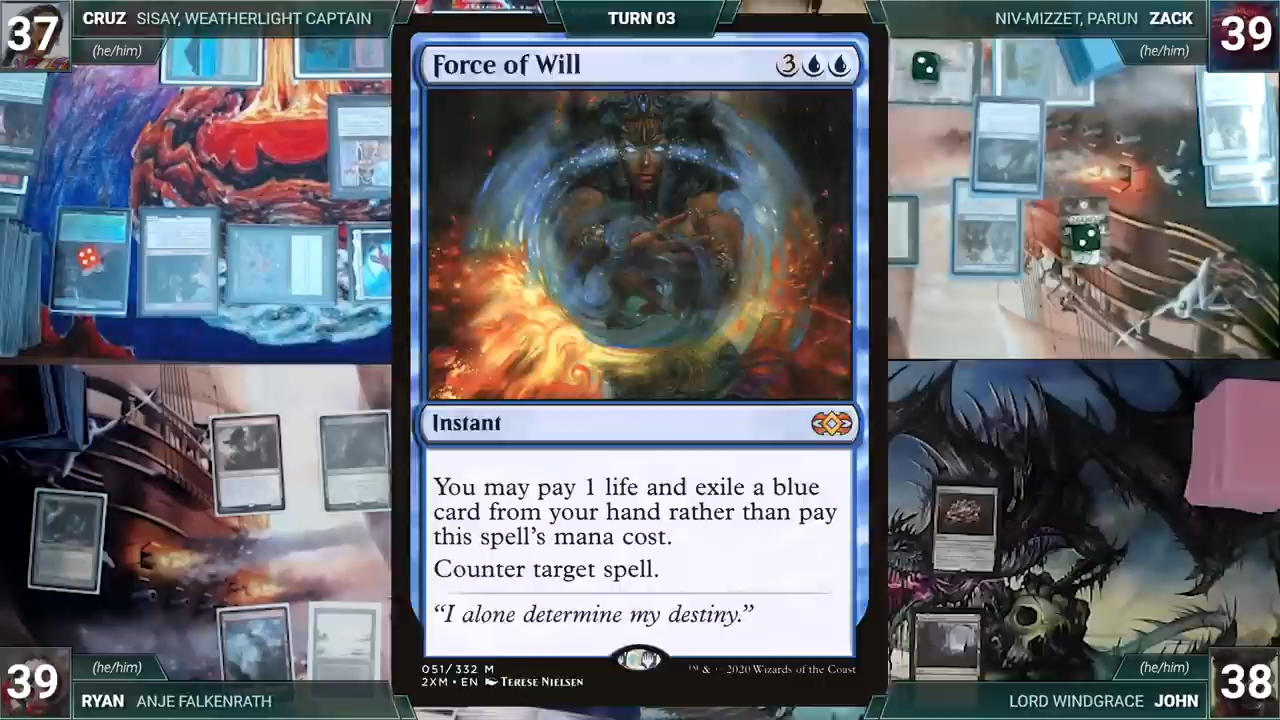 37
CRUZ SISAY, WEATHERLIGHT CAPTAIN
(he/him)
TURN 03
NIV-MIZZET, PARUN ZACK
(he/him)
39
Force of Will
3
Instant
You may pay 1 life and exile a blue
card from your hand rather than pay
this spell's mana cost.
Counter target spell.
“I alone determine my destiny.”
051/332 M
2XM • EN TERESE NIELSEN
™ & © 2020 Wizards of the Coast
39
(he/him)
RYAN ANJE FALKENRATH
(he/him)
LORD WINDGRACE JOHN
38